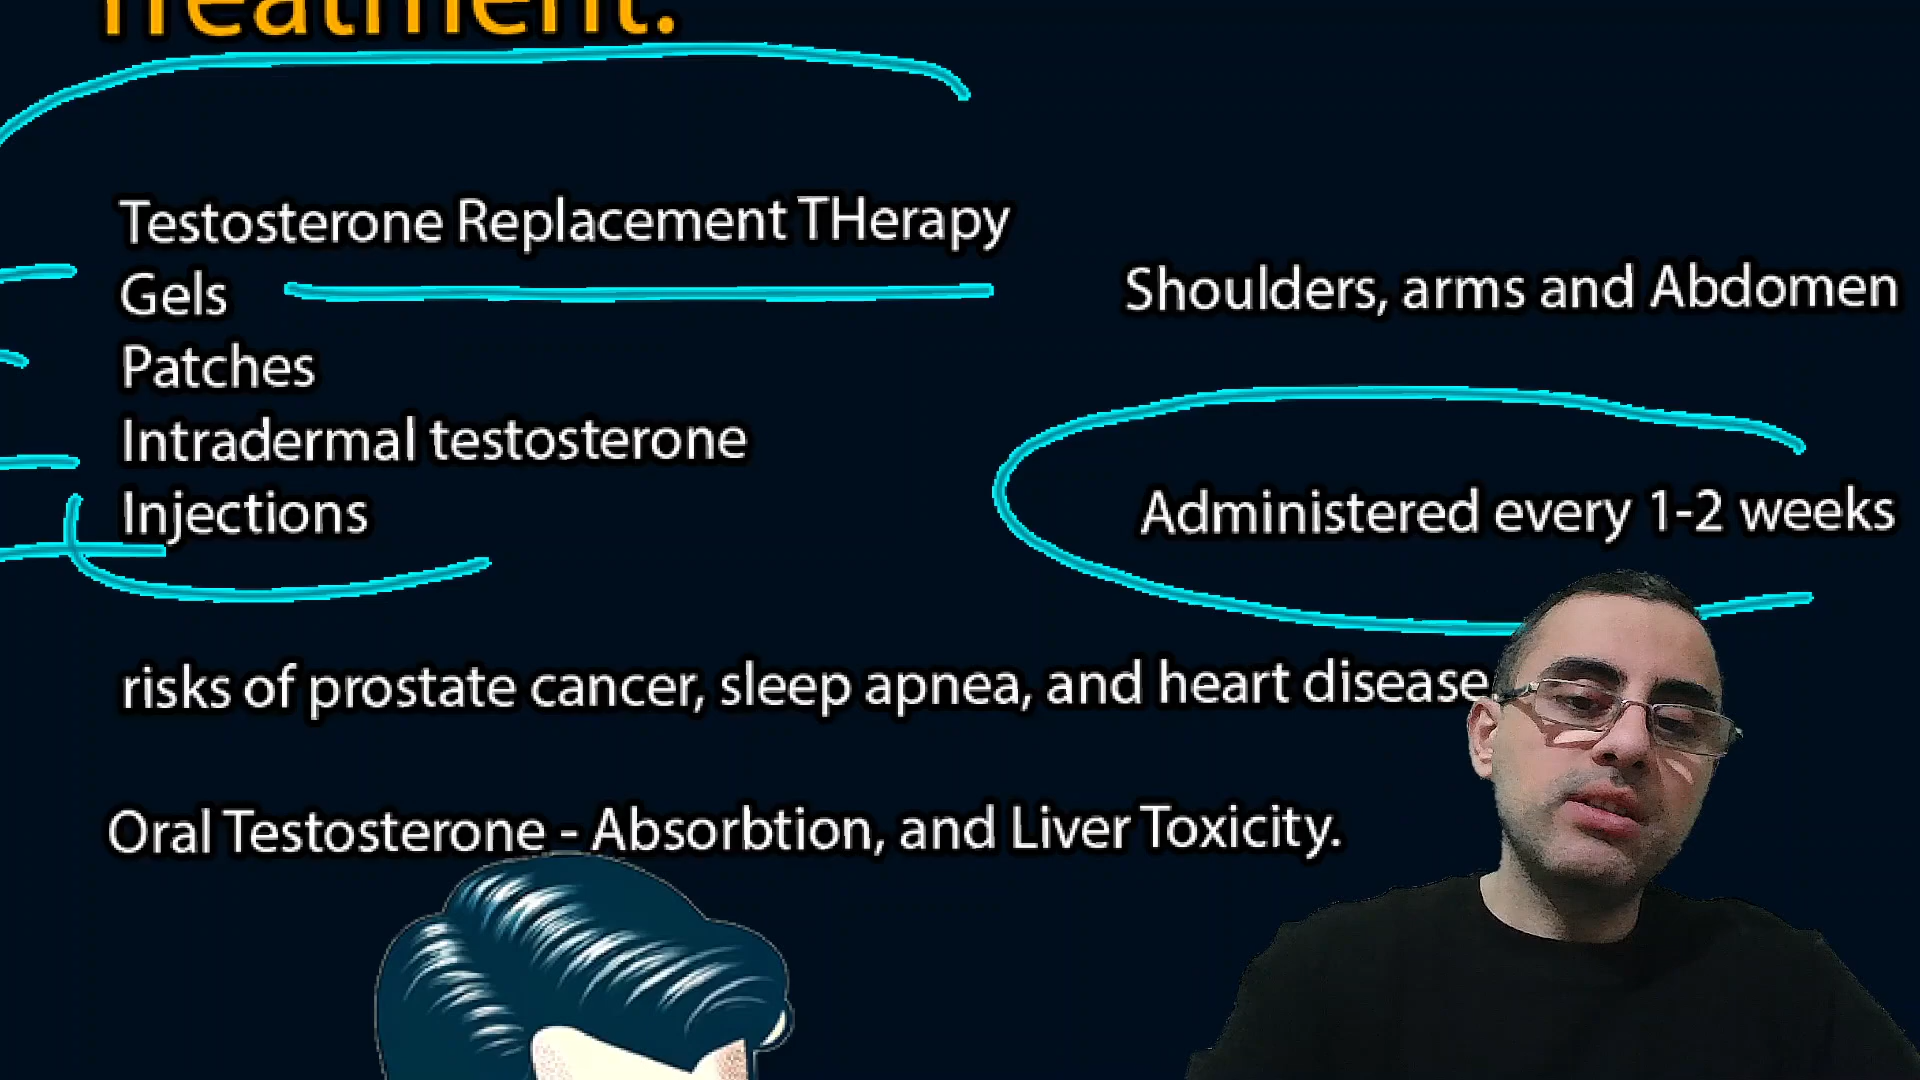 Treatment:
Testosterone Replacement THerapy
Gels
Shoulders, arms and Abdomen
Patches
Intradermal testosterone
Injections
Administered every 1-2 weeks
risks of prostate cancer, sleep apnea, and heart disease.
Oral Testosterone - Absorbtion, and Liver Toxicity.